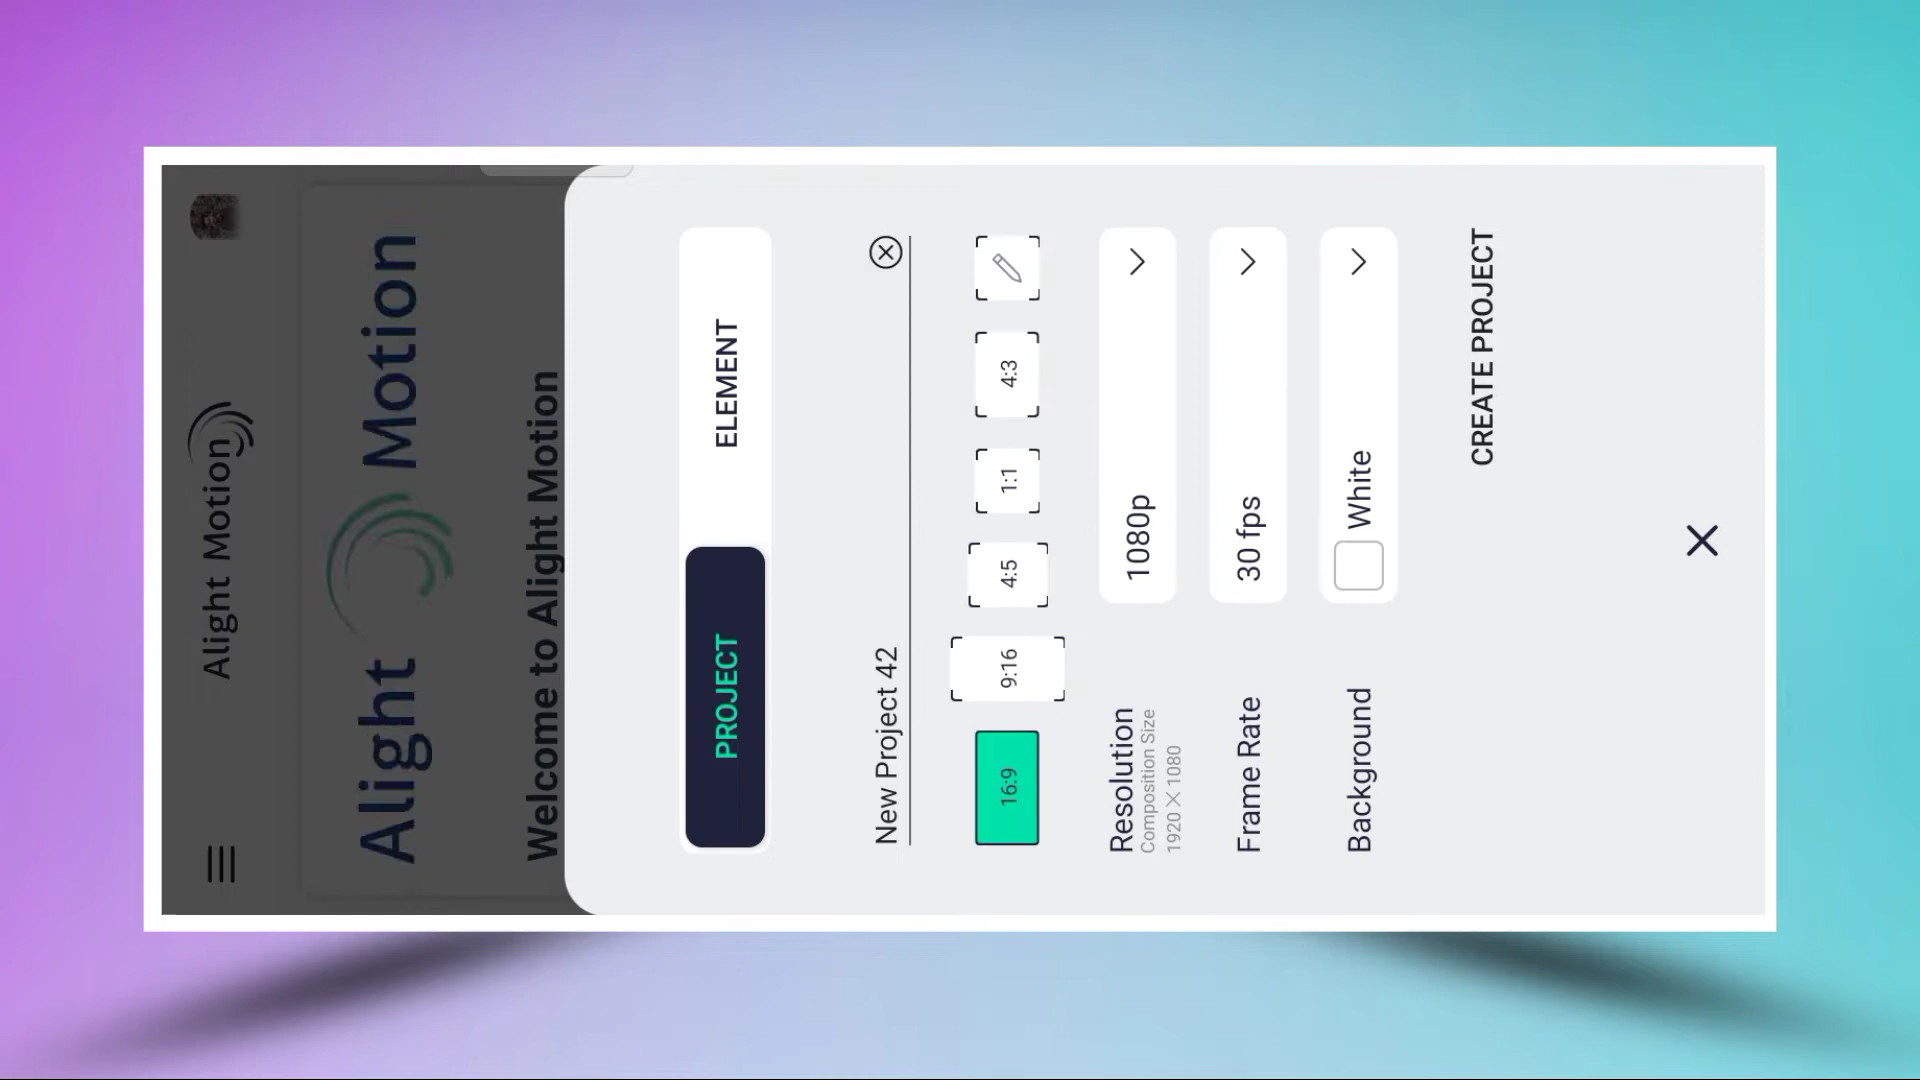 Alight Motion
Alight Motion
Welcome to Alight Motion
PROJECT
ELEMENT
New Project 42
16:9
9:16
4:5
1:1
4:3
Resolution
Composition Size
1920 X 1080
1080p
Frame Rate
30 fps
Background
White
CREATE PROJECT